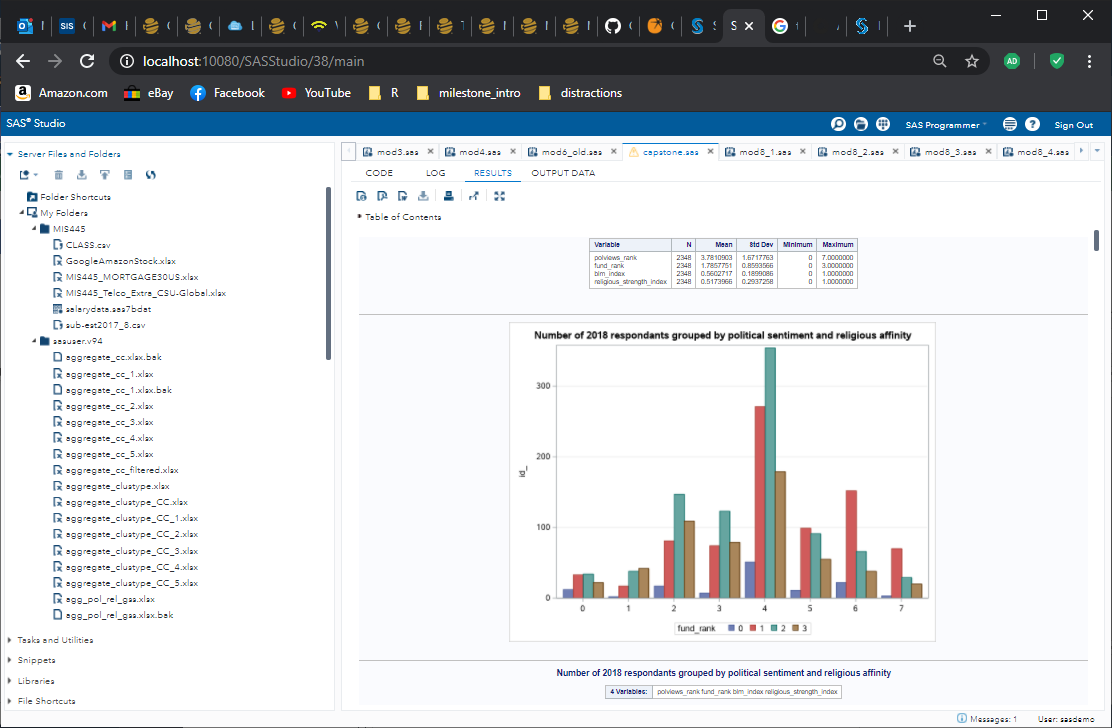 SIS
localhost:10080/SASStudio/38/main
AD
Amazon.com eBay Facebook YouTube R milestone_intro distractions
SAS® Studio SAS Programmer Sign Out
Server Files and Folders
Folder Shortcuts
My Folders
MIS445
CLASS.csv
GoogleAmazonStock.xlsx
MIS445_MORTGAGE30US.xlsx
MIS445_Telco_Extra_CSU-Global.xlsx
salarydata.sas7bdat
sub-est2017_8.csv
sasuser.v94
aggregate_cc.xlsx.bak
aggregate_cc_1.xlsx
aggregate_cc_1.xlsx.bak
aggregate_cc_2.xlsx
aggregate_cc_3.xlsx
aggregate_cc_4.xlsx
aggregate_cc_5.xlsx
aggregate_cc_filtered.xlsx
aggregate_clustype.xlsx
aggregate_clustype_CC.xlsx
aggregate_clustype_CC_1.xlsx
aggregate_clustype_CC_2.xlsx
aggregate_clustype_CC_3.xlsx
aggregate_clustype_CC_4.xlsx
aggregate_clustype_CC_5.xlsx
agg_pol_rel_gss.xlsx
agg_pol_rel_gss.xlsx.bak
Tasks and Utilities
Snippets
Libraries
File Shortcuts
mod3.sas mod4.sas mod6_old.sas capstone.sas mod8_1.sas mod8_2.sas mod8_3.sas mod8_4.sas
CODE LOG RESULTS OUTPUT DATA
Table of Contents
Variable N Mean Std Dev Minimum Maximum
polviews_rank 2348 3.7810903 1.6717763 0 7.0000000
fund_rank 2348 1.7857751 0.8593566 0 3.0000000
blm_index 2348 0.5602717 0.1899086 0 1.0000000
religious_strength_index 2348 0.5173966 0.2937258 0 1.0000000
Number of 2018 respondants grouped by political sentiment and religious affinity
300
200
100
0
id_
0 1 2 3 4 5 6 7
fund_rank 0 1 2 3
Number of 2018 respondants grouped by political sentiment and religious affinity
4 Variables: polviews_rank fund_rank blm_index religious_strength_index
Messages: 1 User: sasdemo